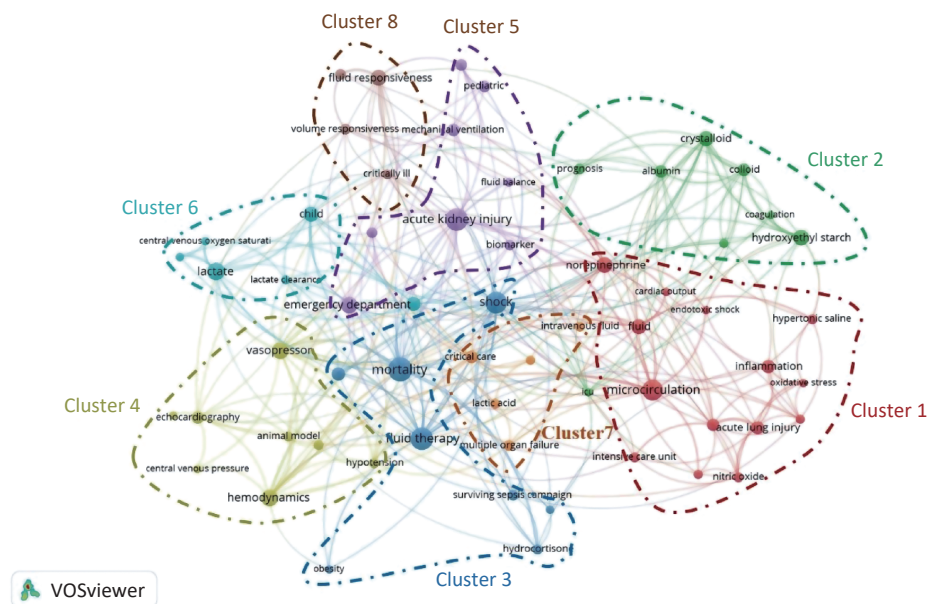 Cluster 8
Cluster 5
fluid responsiveness
pediatric
volume responsiveness
mechanical ventilation
crystalloid
Cluster 2
prognosis
albumin
colloid
critically ill
fluid balance
Cluster 6
child
acute kidney injury
coagulation
central venous oxygen saturati
biomarker
hydroxyethyl starch
lactate
lactate clearance
norepinephrine
emergency department
shock
cardiac output
endotoxic shock
hypertonic saline
intravenous fluid
fluid
vasopressor
critical care
mortality
inflammation
oxidative stress
icu
microcirculation
Cluster 4
echocardiography
lactic acid
Cluster 1
animal model
fluid therapy
Cluster7
acute lung injury
multiple organ failure
central venous pressure
hypotension
intensive care unit
nitric oxide
hemodynamics
surviving sepsis campaign
hydrocortisone
obesity
Cluster 3
VOSviewer